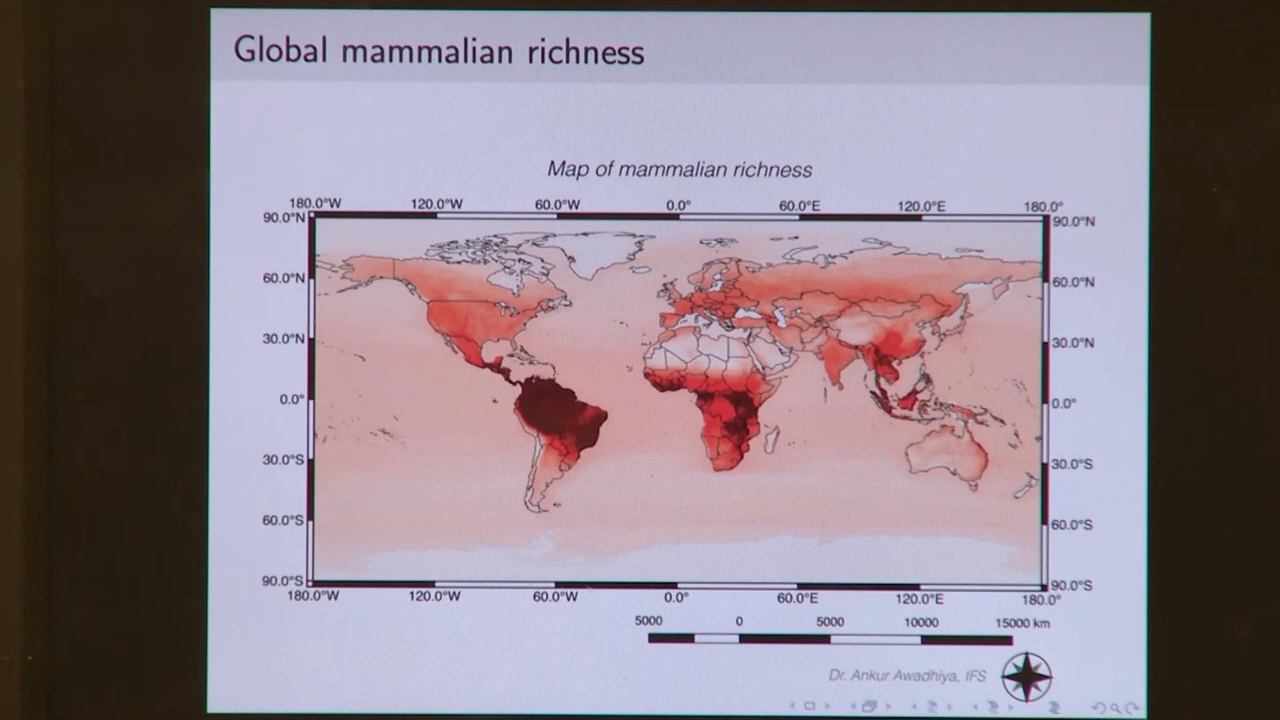 Global mammalian richness
Map of mammalian richness
180.0°W 120.0°W 60.0°W 0.0° 60.0°E 120.0°E 180.0°
90.0°N 90.0°N
60.0°N 60.0°N
30.0°N 30.0°N
0.0° 0.0°
30.0°S 30.0°S
60.0°S 60.0°S
90.0°S 90.0°S
180.0°W 120.0°W 60.0°W 0.0° 60.0°E 120.0°E 180.0°
5000 0 5000 10000 15000 km
Dr. Ankur Awadhiya, IFS